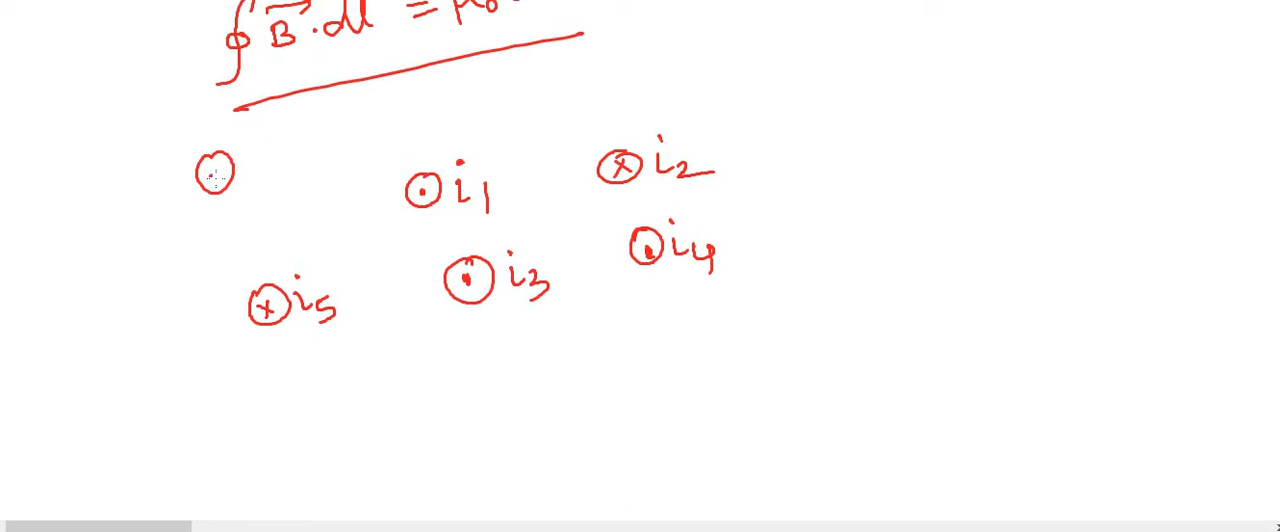 ∮ B⃗ · dl = μ₀
⊙
⊙ i₁
⊗ i₂
⊙ i₄
⊙ i₃
⊗ i₅